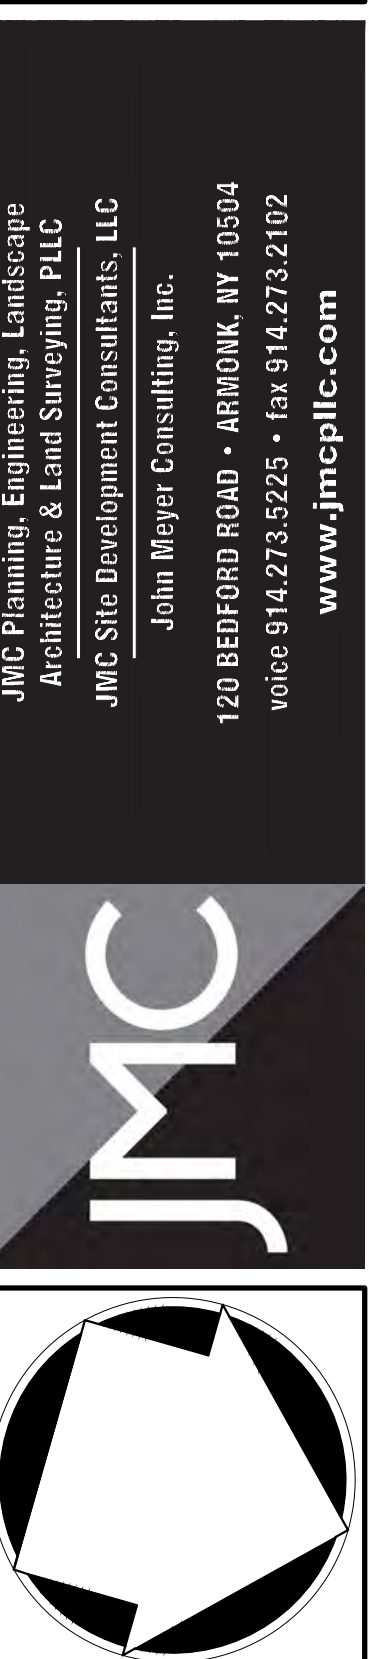 JMC Planning, Engineering, Landscape
Architecture & Land Surveying, PLLC
JMC Site Development Consultants, LLC
John Meyer Consulting, Inc.
120 BEDFORD ROAD • ARMONK, NY 10504
voice 914.273.5225 • fax 914.273.2102
www.jmcpllc.com
JMC